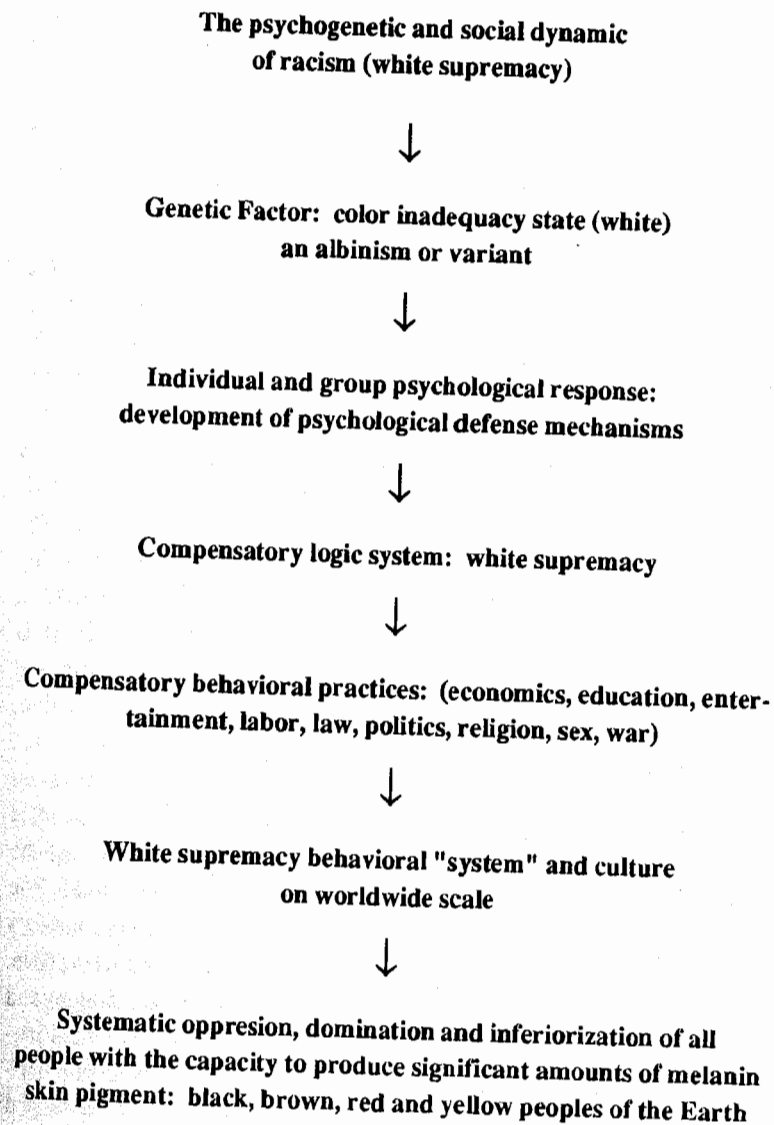 The psychogenetic and social dynamic
of racism (white supremacy)
↓
Genetic Factor: color inadequacy state (white)
an albinism or variant
↓
Individual and group psychological response:
development of psychological defense mechanisms
↓
Compensatory logic system: white supremacy
↓
Compensatory behavioral practices: (economics, education, enter-
tainment, labor, law, politics, religion, sex, war)
↓
White supremacy behavioral "system" and culture
on worldwide scale
↓
Systematic oppresion, domination and inferiorization of all
people with the capacity to produce significant amounts of melanin
skin pigment: black, brown, red and yellow peoples of the Earth